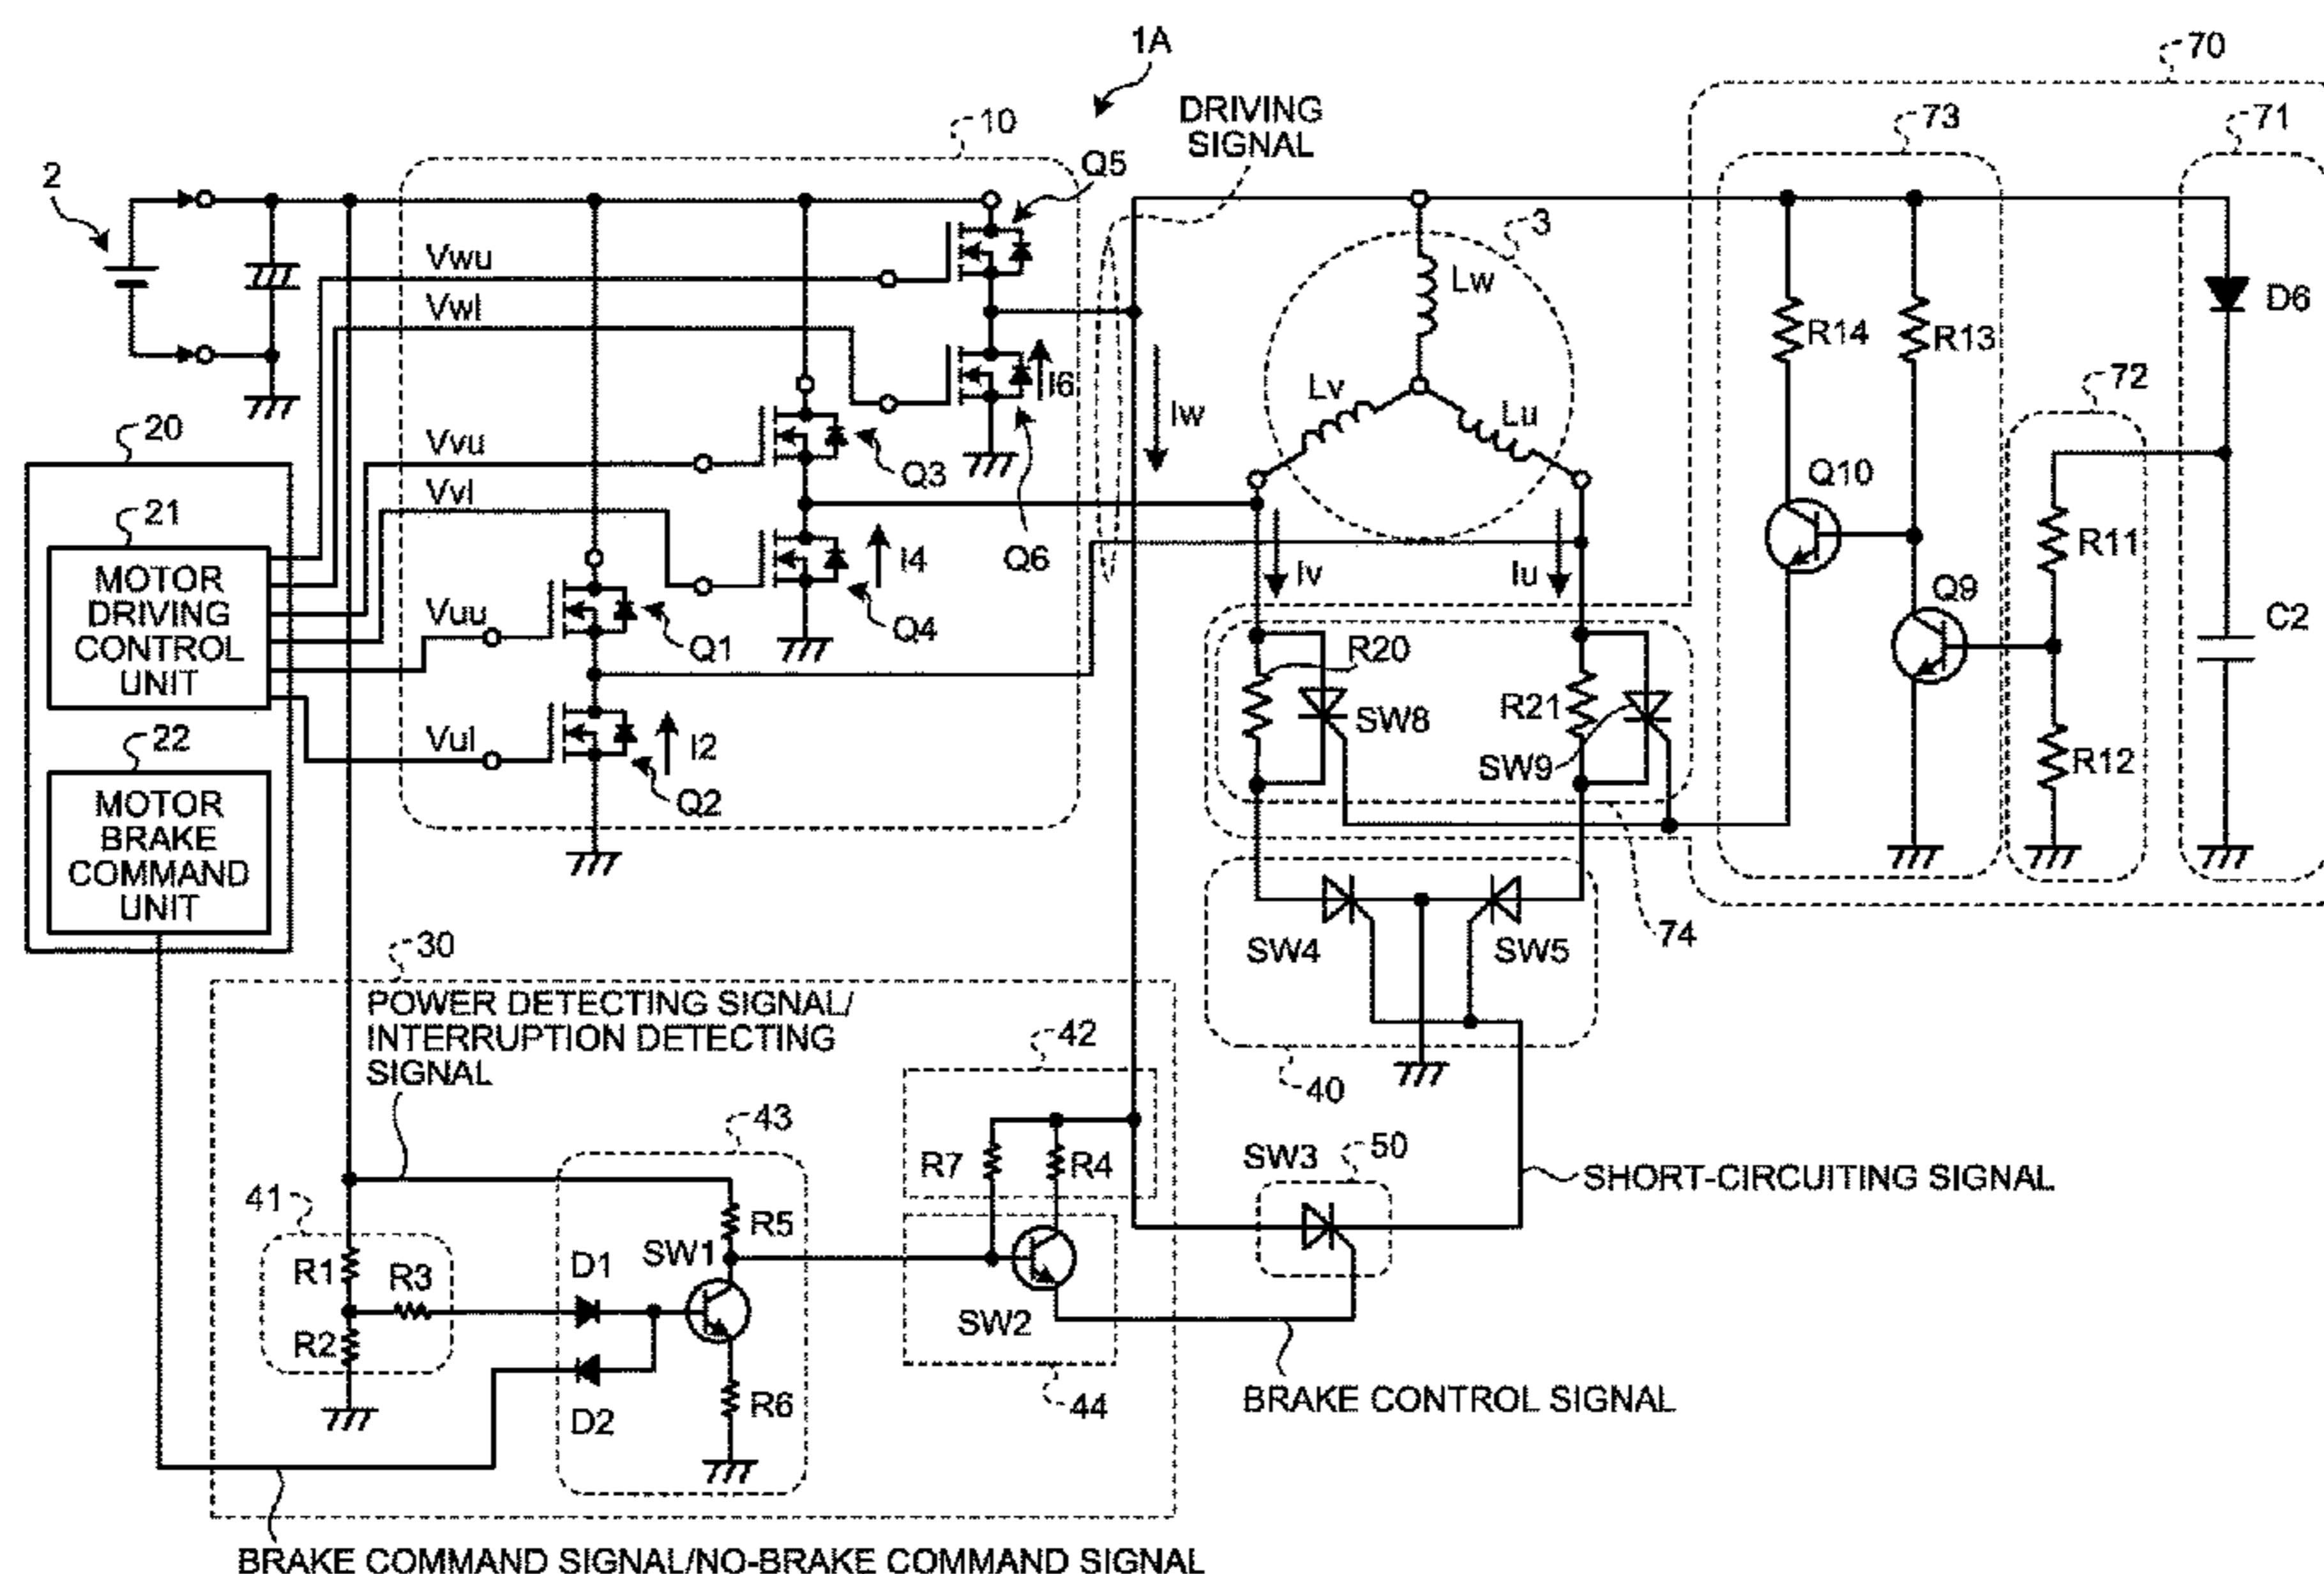 1A
70
DRIVING
SIGNAL
10
Q5
73
71
2
3
Vwu
Lw
D6
Vwl
R14
R13
I6
72
Lv
Lu
Iw
20
Vvu
Q3
Q10
Vvl
21
R11
I4
Q6
Iv
Iu
MOTOR
DRIVING
CONTROL
UNIT
Vuu
Q1
Q4
Q9
C2
R20
R21
SW8
22
Vul
I2
SW9
R12
Q2
MOTOR
BRAKE
COMMAND
UNIT
74
SW4
SW5
30
POWER DETECTING SIGNAL/
INTERRUPTION DETECTING
SIGNAL
42
40
43
R7
R4
SW3
50
SHORT-CIRCUITING SIGNAL
41
R5
R1
R3
D1
SW1
R2
SW2
D2
R6
44
BRAKE CONTROL SIGNAL
BRAKE COMMAND SIGNAL/NO-BRAKE COMMAND SIGNAL